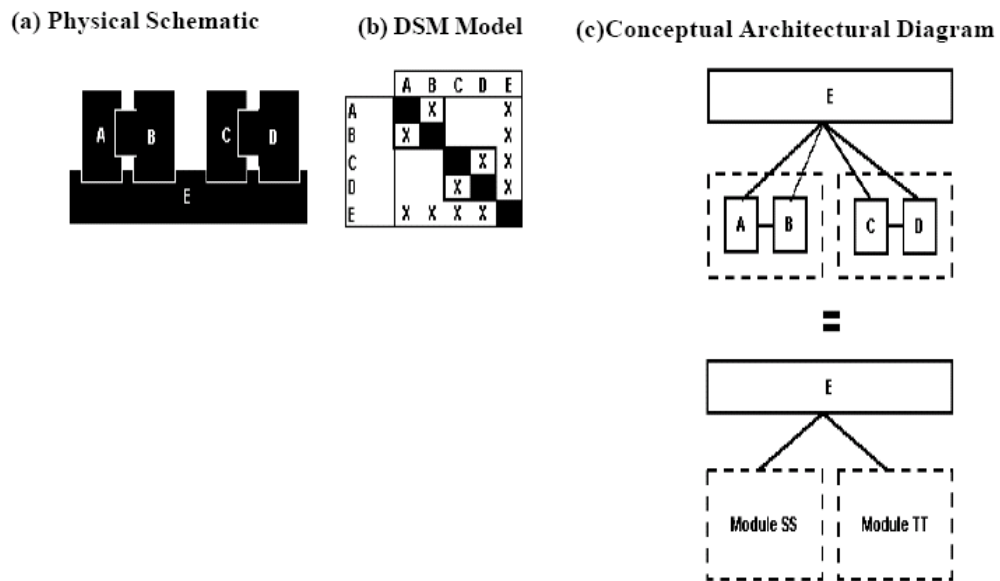 (a) Physical Schematic
(b) DSM Model
(c)Conceptual Architectural Diagram
A B C D E
A B C D
E
A X X
B X X
C X X
D X X
E X X X X
E
A B C D
=
E
Module SS Module TT